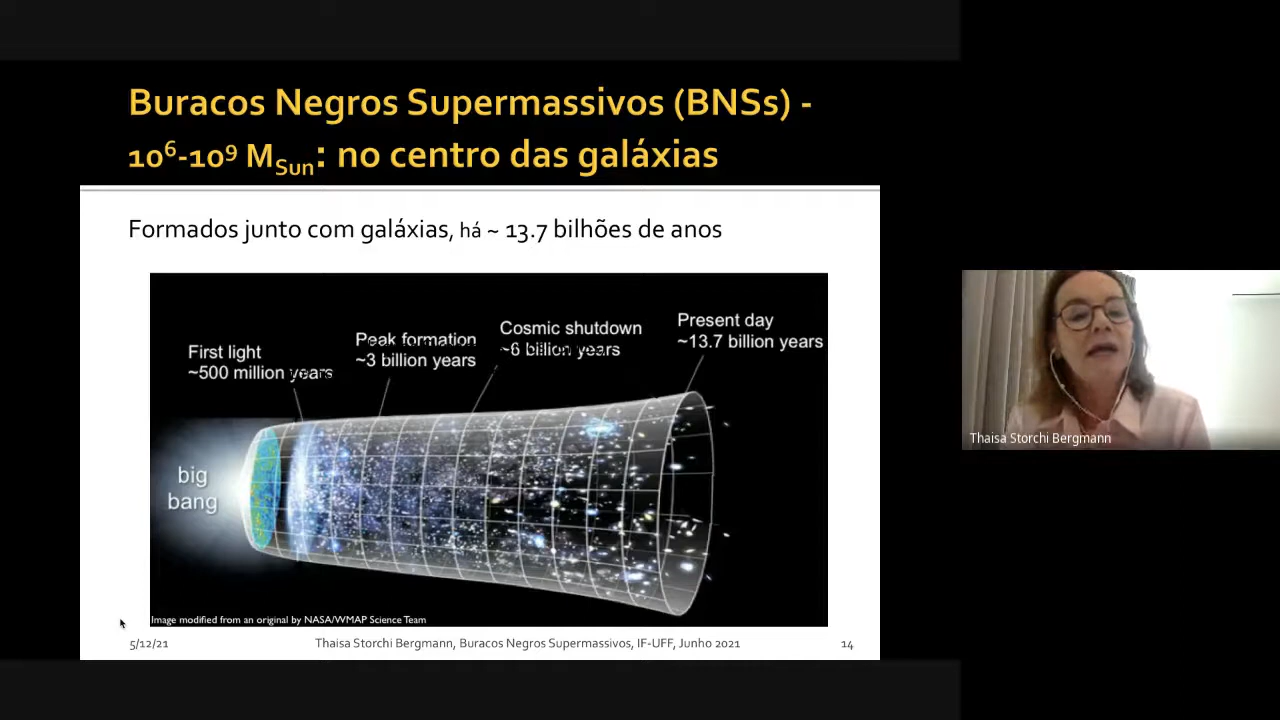 Buracos Negros Supermassivos (BNSs) -
10⁶-10⁹ M_Sun: no centro das galáxias
Formados junto com galáxias, há ~ 13.7 bilhões de anos
First light
~500 million years
Peak formation
~3 billion years
Cosmic shutdown
~6 billion years
Present day
~13.7 billion years
big
bang
Image modified from an original by NASA/WMAP Science Team
5/12/21
Thaisa Storchi Bergmann, Buracos Negros Supermassivos, IF-UFF, Junho 2021
14
Thaisa Storchi Bergmann